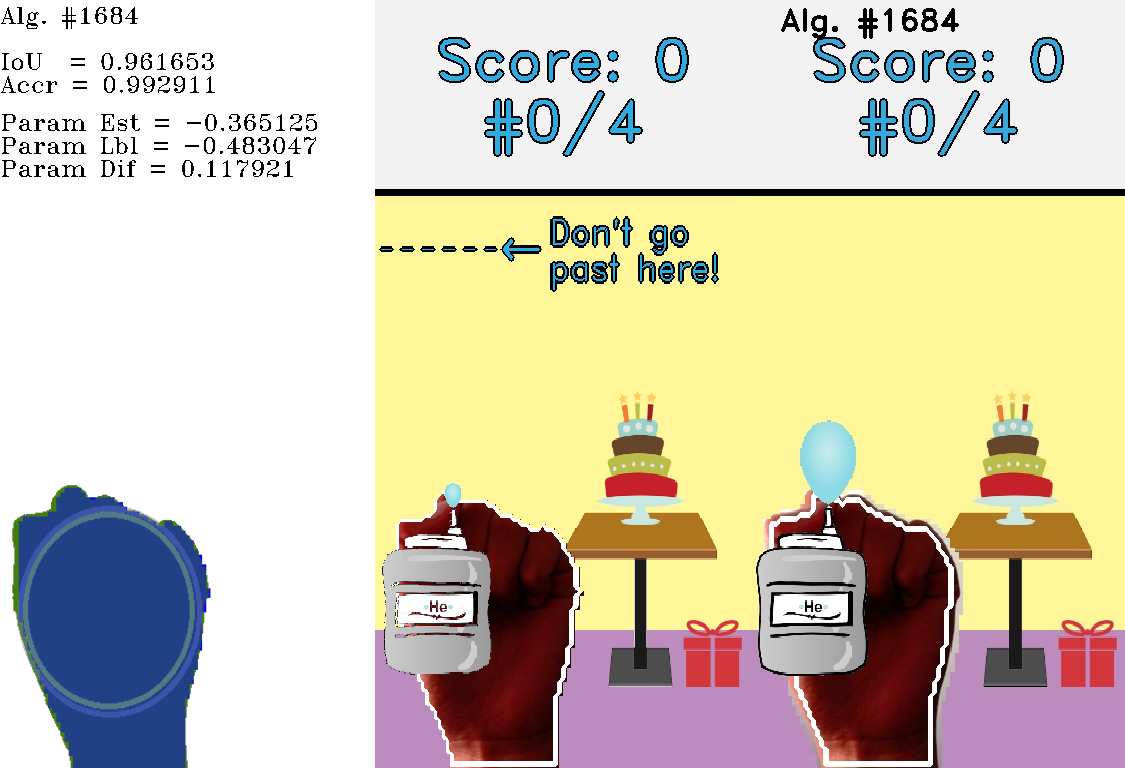 Alg. #1684
IoU = 0.961653
Accr = 0.992911
Param Est = -0.365125
Param Lbl = -0.483047
Param Dif = 0.117921
Score: 0
#0/4
Don't go
past here!
He
Alg. #1684
Score: 0
#0/4
He